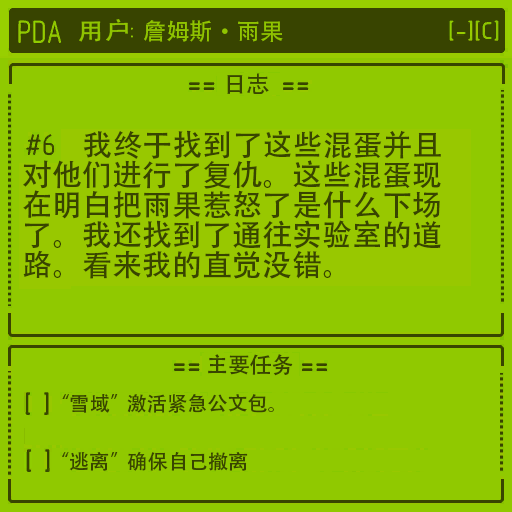 PDA 用户: 詹姆斯·雨果 [-][C]
== 日志 ==
#6 我终于找到了这些混蛋并且
对他们进行了复仇。这些混蛋现
在明白把雨果惹怒了是什么下场
了。我还找到了通往实验室的道
路。看来我的直觉没错。
== 主要任务 ==
[ ] “雪域” 激活紧急公文包。
[ ] “逃离” 确保自己撤离